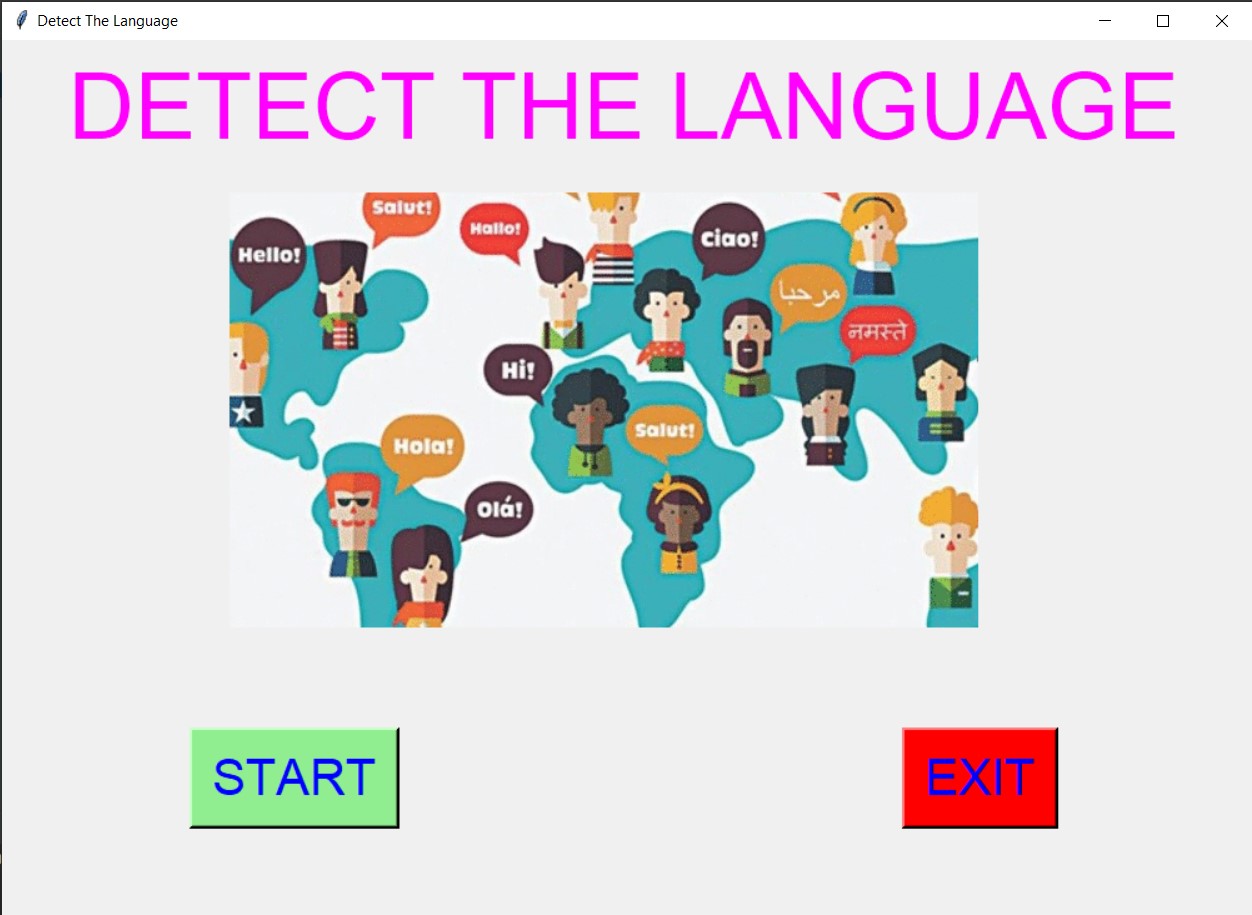 Detect The Language
DETECT THE LANGUAGE
Salut!
Hello!
Hallo!
Ciao!
مرحبا
नमस्ते
Hi!
Salut!
Hola!
Olá!
START
EXIT